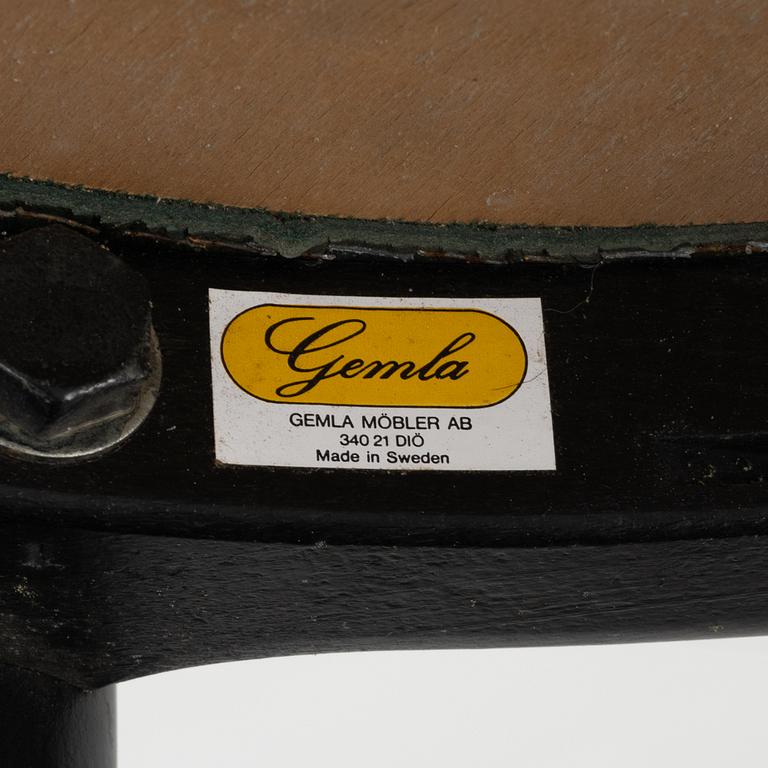 Gemla
GEMLA MÖBLER AB
340 21 DIÖ
Made in Sweden